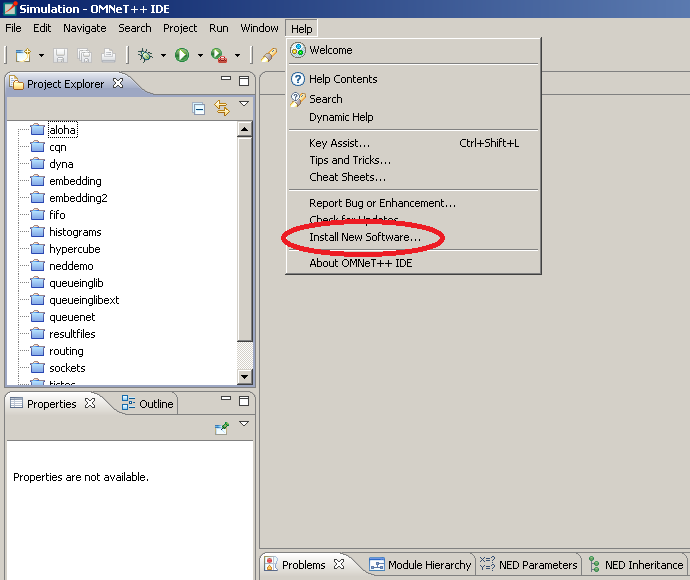 Simulation - OMNeT++ IDE
File Edit Navigate Search Project Run Window Help
Welcome
Help Contents
Search
Dynamic Help
Key Assist... Ctrl+Shift+L
Tips and Tricks...
Cheat Sheets...
Report Bug or Enhancement...
Check for Updates
Install New Software...
About OMNeT++ IDE
Project Explorer
aloha
cqn
dyna
embedding
embedding2
fifo
histograms
hypercube
neddemo
queueinglib
queueinglibext
queuenet
resultfiles
routing
sockets
Properties Outline
Properties are not available.
Problems Module Hierarchy NED Parameters NED Inheritance